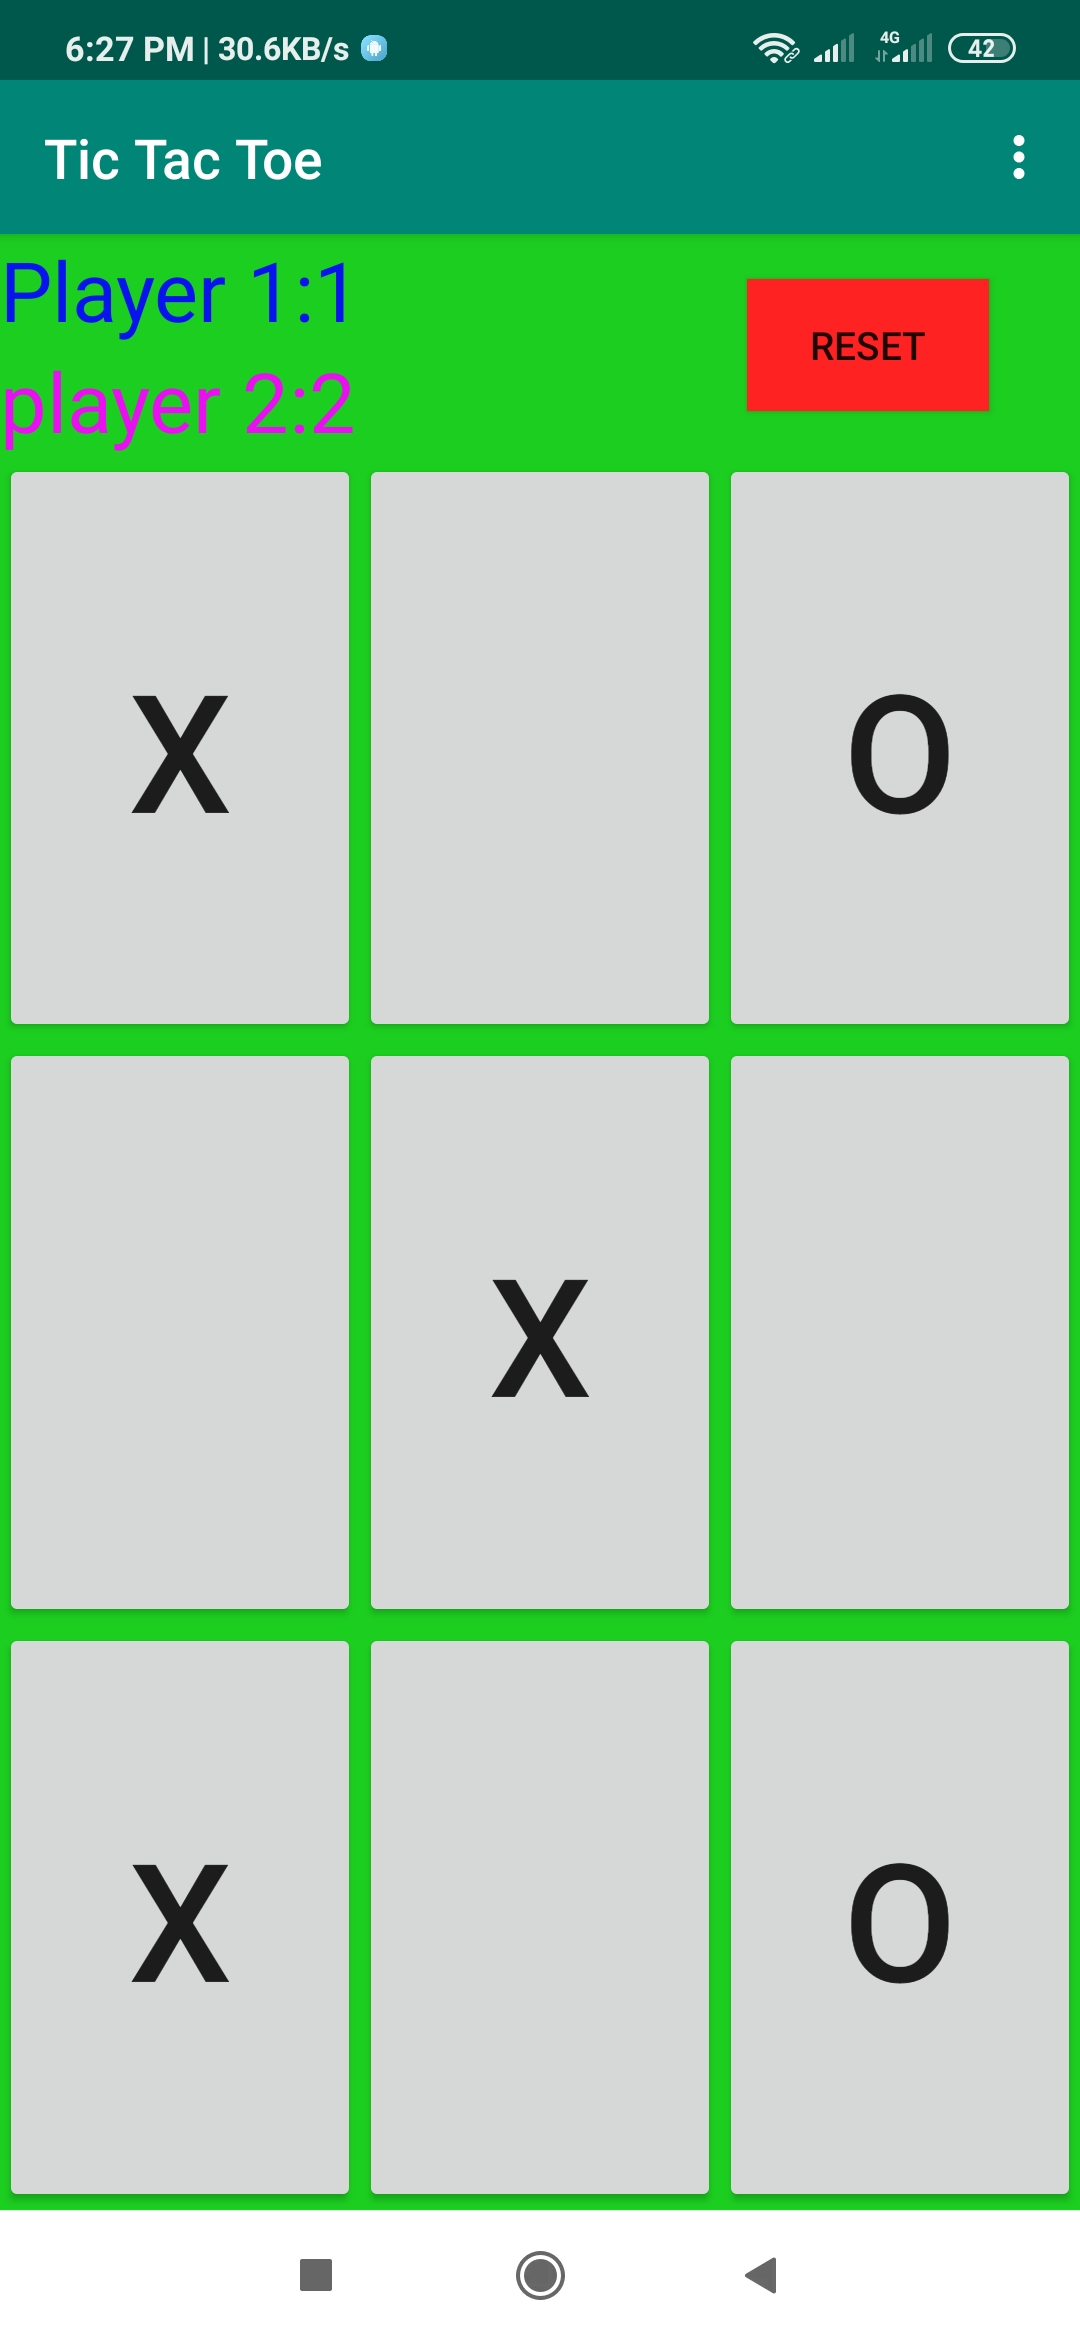 6:27 PM | 30.6KB/s 4G 42
Tic Tac Toe
Player 1:1
RESET
player 2:2
X O
X
X O